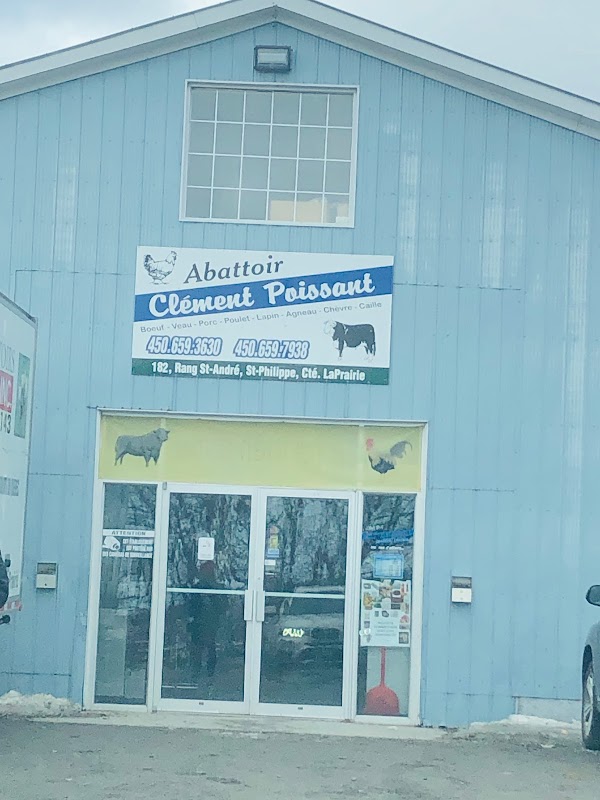 Abattoir
Clément Poissant
Boeuf - Veau - Porc - Poulet - Lapin - Agneau - Chèvre - Caille
450.659.3630 450.659.7938
182, Rang St-André, St-Philippe, Cté. LaPrairie
ATTENTION
143